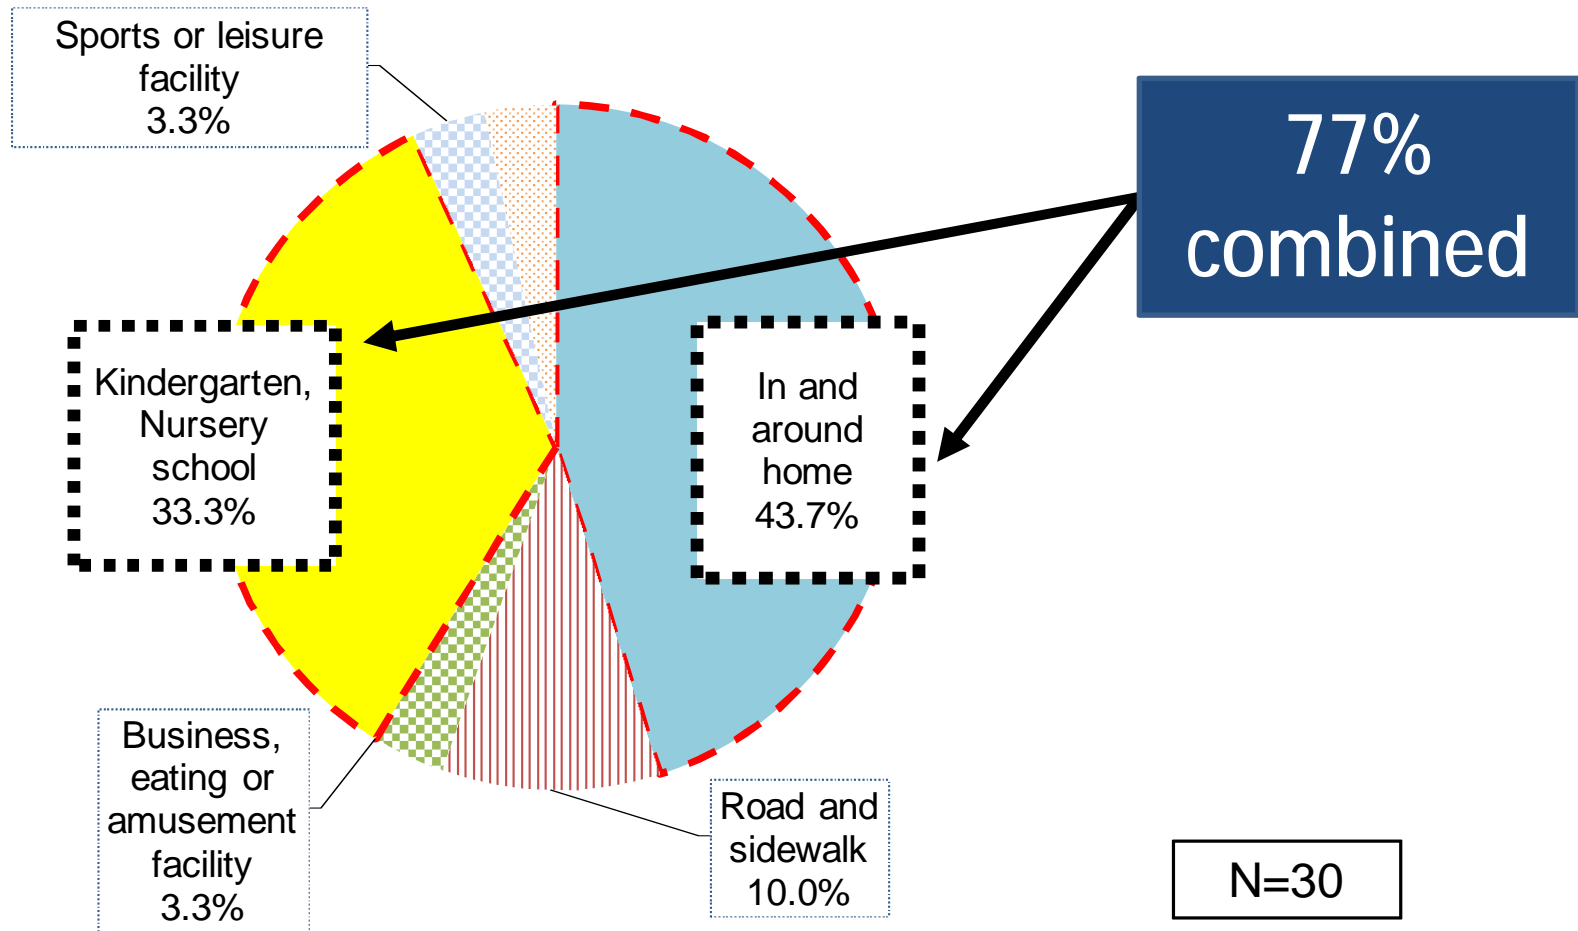 Sports or leisure
facility
3.3%
77%
combined
Kindergarten,
Nursery
school
33.3%
In and
around
home
43.7%
Business,
eating or
amusement
facility
3.3%
Road and
sidewalk
10.0%
N=30